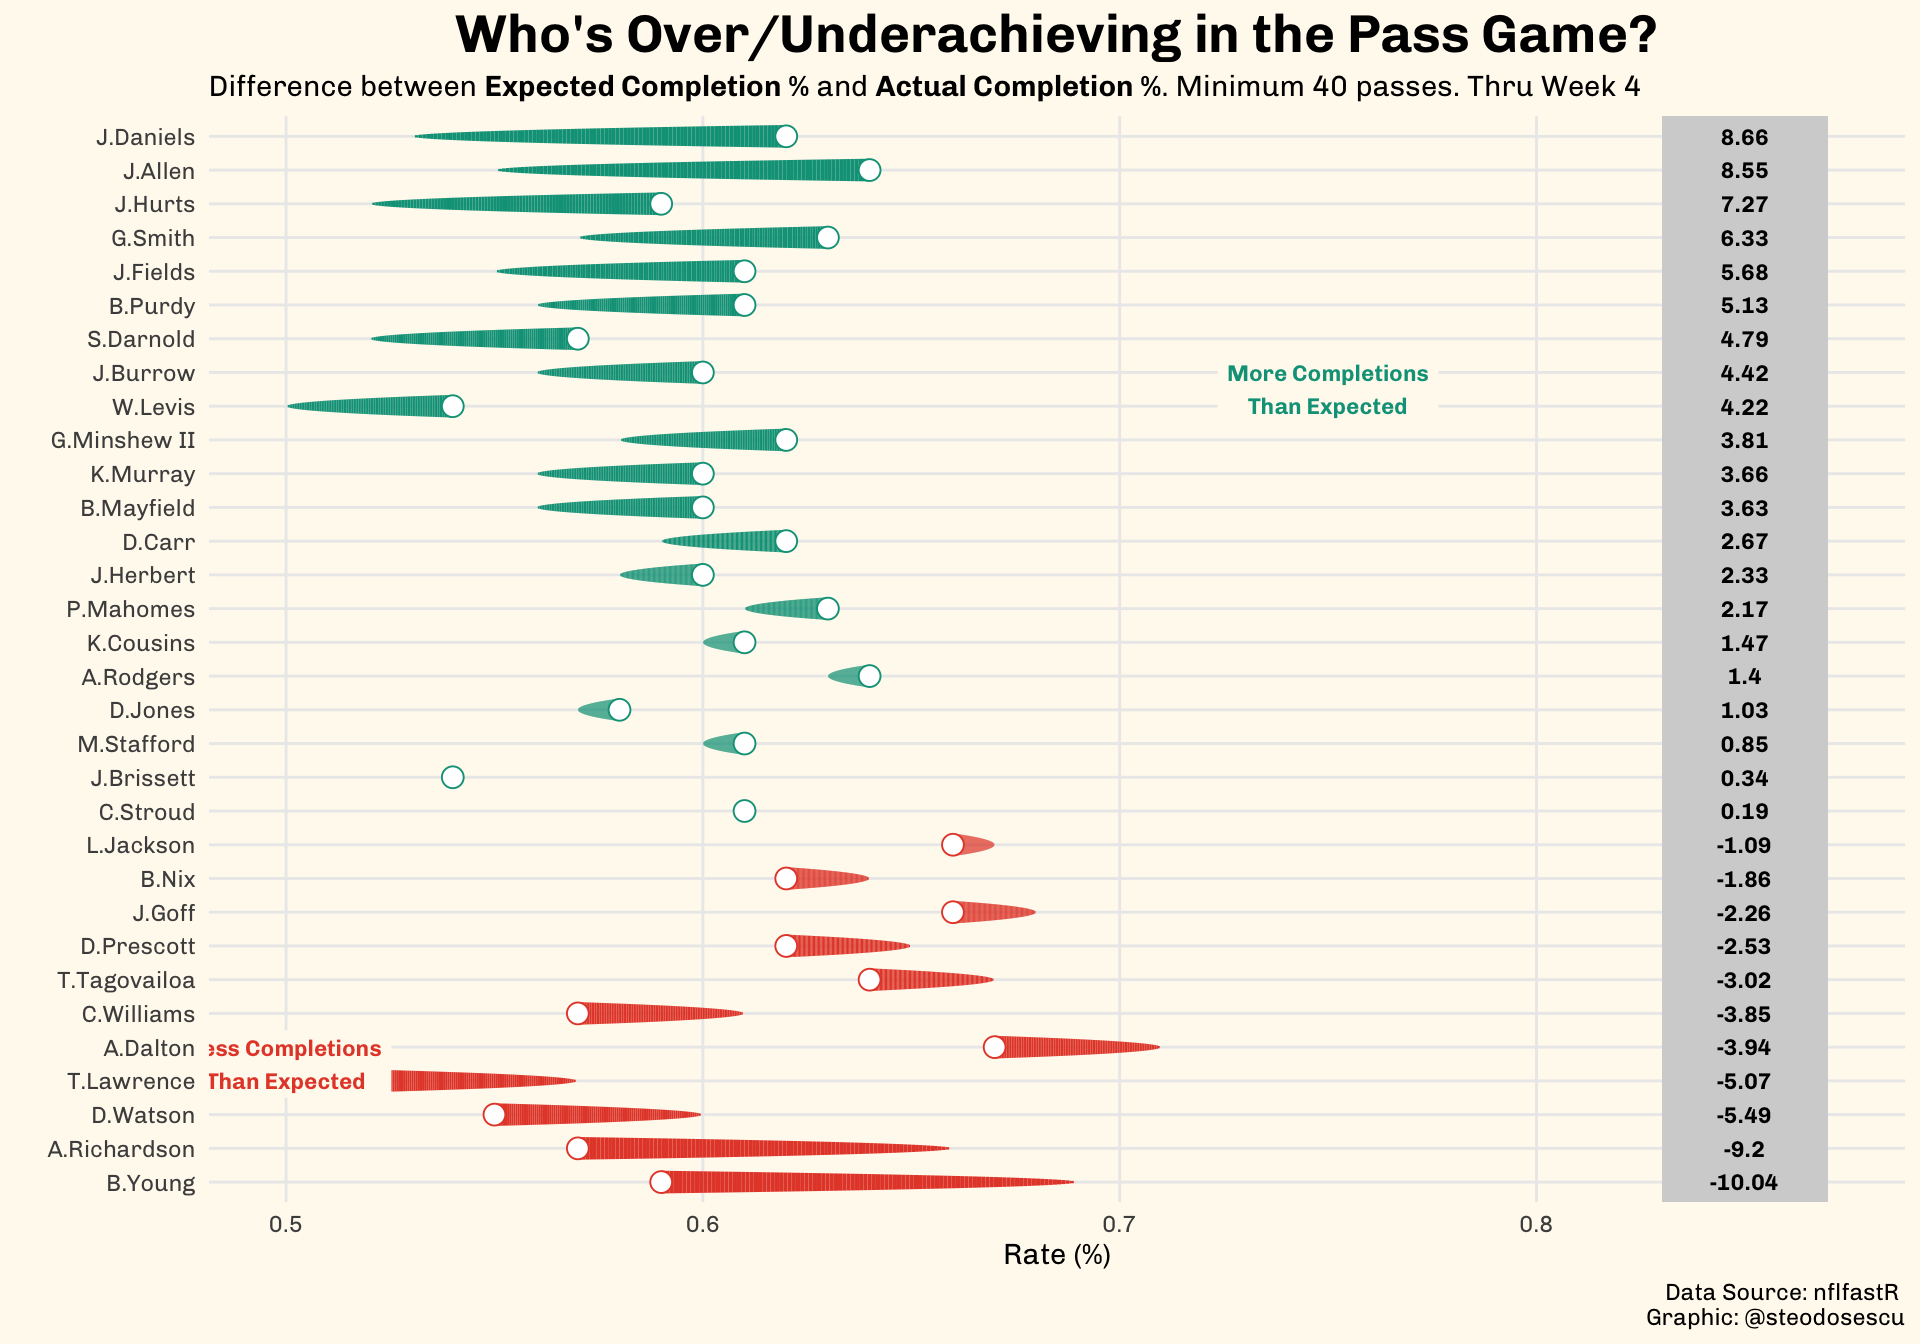 Who's Over/Underachieving in the Pass Game?
Difference between Expected Completion % and Actual Completion %. Minimum 40 passes. Thru Week 4
J.Daniels 8.66
J.Allen 8.55
J.Hurts 7.27
G.Smith 6.33
J.Fields 5.68
B.Purdy 5.13
S.Darnold 4.79
J.Burrow More Completions 4.42
W.Levis Than Expected 4.22
G.Minshew II 3.81
K.Murray 3.66
B.Mayfield 3.63
D.Carr 2.67
J.Herbert 2.33
P.Mahomes 2.17
K.Cousins 1.47
A.Rodgers 1.4
D.Jones 1.03
M.Stafford 0.85
J.Brissett 0.34
C.Stroud 0.19
L.Jackson -1.09
B.Nix -1.86
J.Goff -2.26
D.Prescott -2.53
T.Tagovailoa -3.02
C.Williams -3.85
A.Dalton ess Completions -3.94
T.Lawrence Than Expected -5.07
D.Watson -5.49
A.Richardson -9.2
B.Young -10.04
0.5 0.6 0.7 0.8
Rate (%)
Data Source: nflfastR
Graphic: @steodosescu